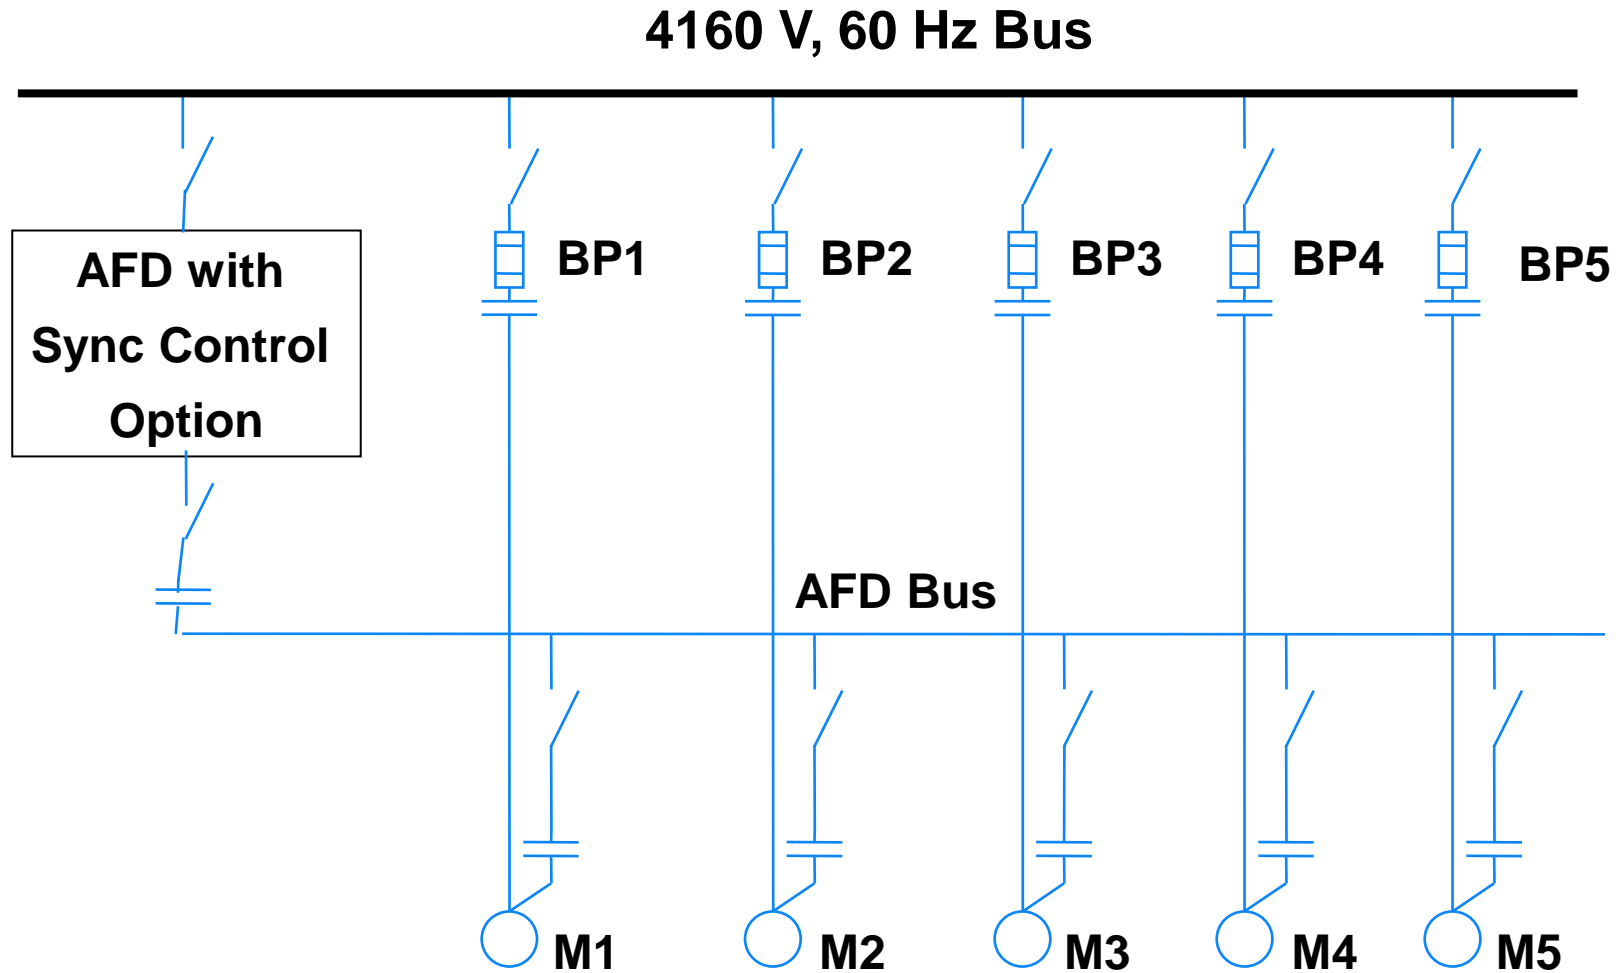 4160 V, 60 Hz Bus
AFD with
Sync Control
Option
BP1
BP2
BP3
BP4
BP5
AFD Bus
M1
M2
M3
M4
M5